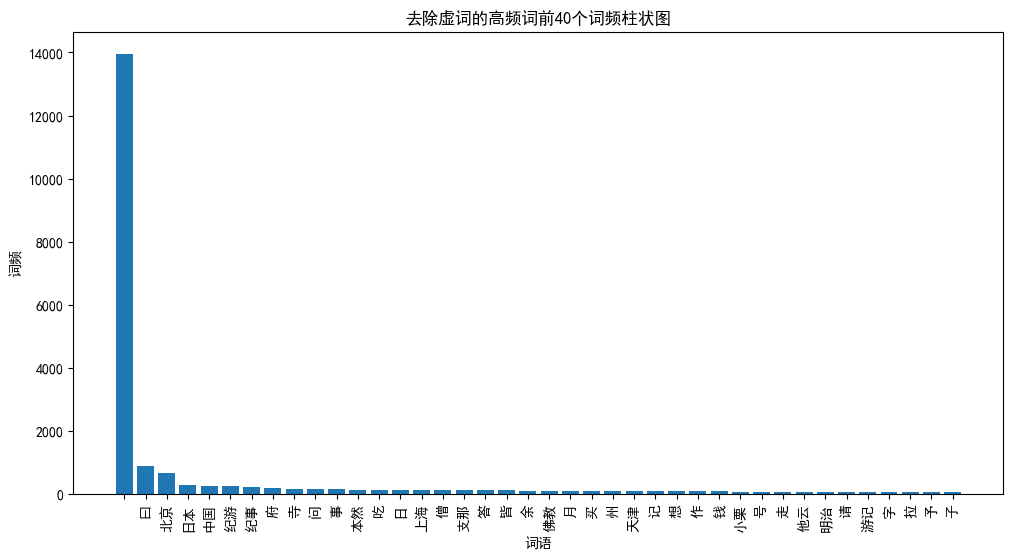 去除虚词的高频词前40个词频柱状图
词频
14000
12000
10000
8000
6000
4000
2000
0
曰
北京
日本
中国
纪游
纪事
府
寺
问
事
本然
吃
日
上海
僧
支那
答
皆
余
佛教
月
买
州
天津
记
想
作
钱
小栗
号
走
他云
明治
请
游记
字
拉
予
子
词语